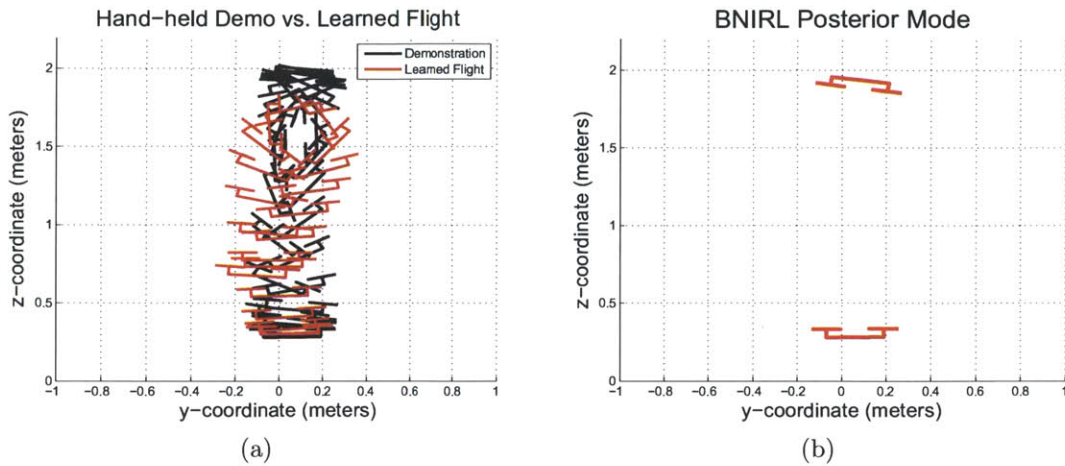 Hand-held Demo vs. Learned Flight
Demonstration
Learned Flight
z-coordinate (meters)
2
1.5
1
0.5
0
−1 −0.8 −0.6 −0.4 −0.2 0 0.2 0.4 0.6 0.8 1
y-coordinate (meters)
(a)
BNIRL Posterior Mode
z-coordinate (meters)
2
1.5
1
0.5
0
−1 −0.8 −0.6 −0.4 −0.2 0 0.2 0.4 0.6 0.8 1
y-coordinate (meters)
(b)